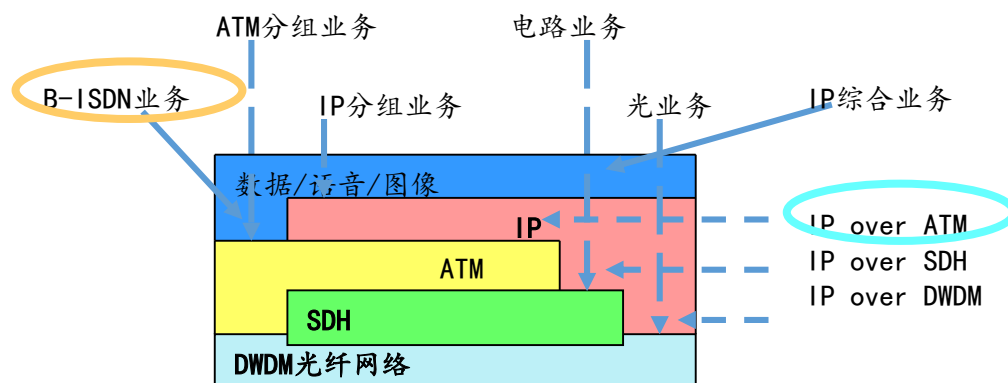 ATM分组业务
电路业务
B-ISDN业务
IP分组业务
光业务
IP综合业务
数据/话音/图像
IP
IP over ATM
ATM
IP over SDH
IP over DWDM
SDH
DWDM光纤网络